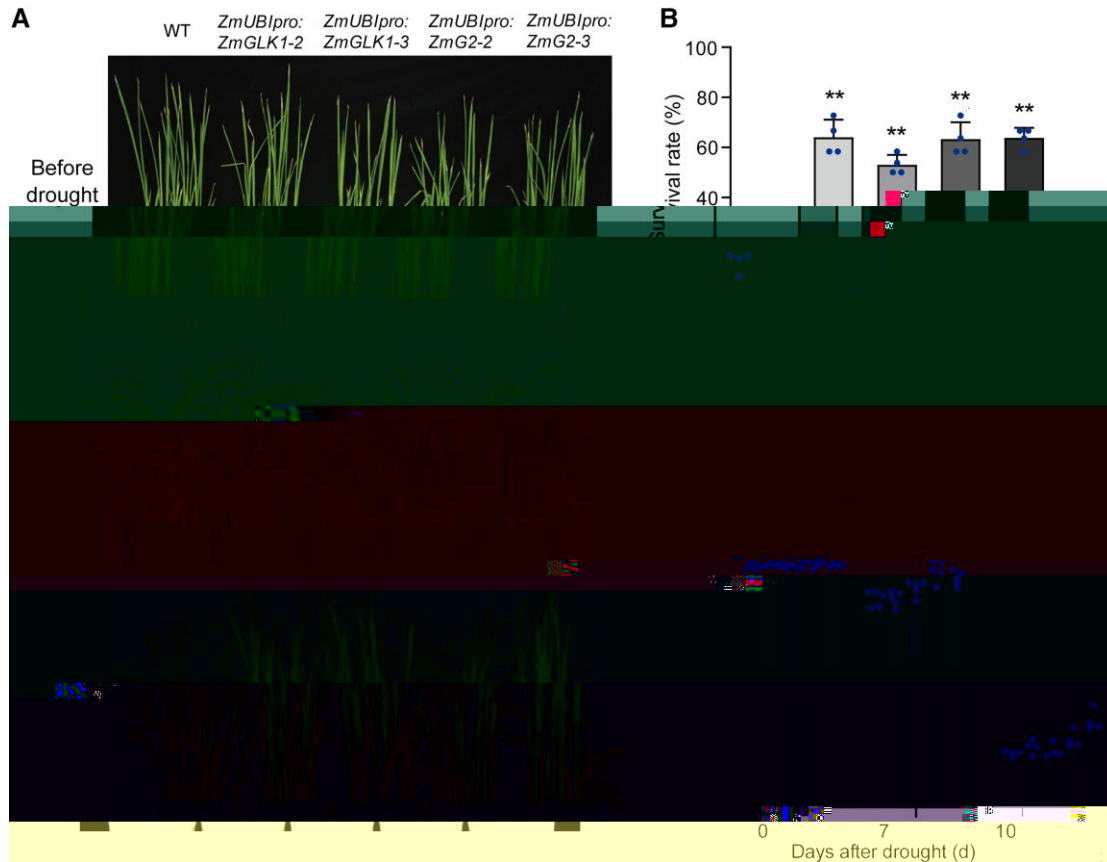 A
WT
ZmUBIpro:
ZmGLK1-2
ZmUBIpro:
ZmGLK1-3
ZmUBIpro:
ZmG2-2
ZmUBIpro:
ZmG2-3
Before
drought
B
100
80
60
40
**
**
**
**
rate (%)
0
7
10
Days after drought (d)